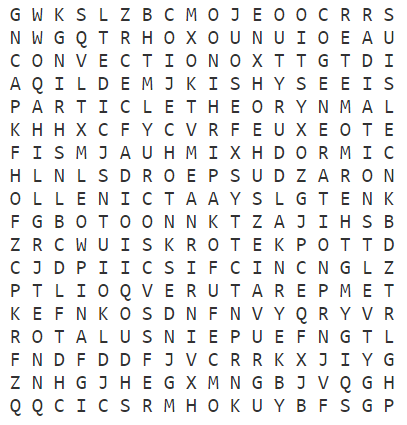 G W K S L Z B C M O J E O O C R R S
N W G Q T R H O X O U N U I O E A U
C O N V E C T I O N O X T T G T D I
A Q I L D E M J K I S H Y S E E I S
P A R T I C L E T H E O R Y N M A L
K H H X C F Y C V R F E U X E O T E
F I S M J A U H M I X H D O R M I C
H L N L S D R O E P S U D Z A R O N
O L L E N I C T A A Y S L G T E N K
F G B O T O O N N K T Z A J I H S B
Z R C W U I S K R O T E K P O T T D
C J D P I I C S I F C I N C N G L Z
P T L I O Q V E R U T A R E P M E T
K E F N K O S D N F N V Y Q R Y V R
R O T A L U S N I E P U E F N G T L
F N D F D D F J V C R R K X J I Y G
Z N H G J H E G X M N G B J V Q G H
Q Q C I C S R M H O K U Y B F S G P